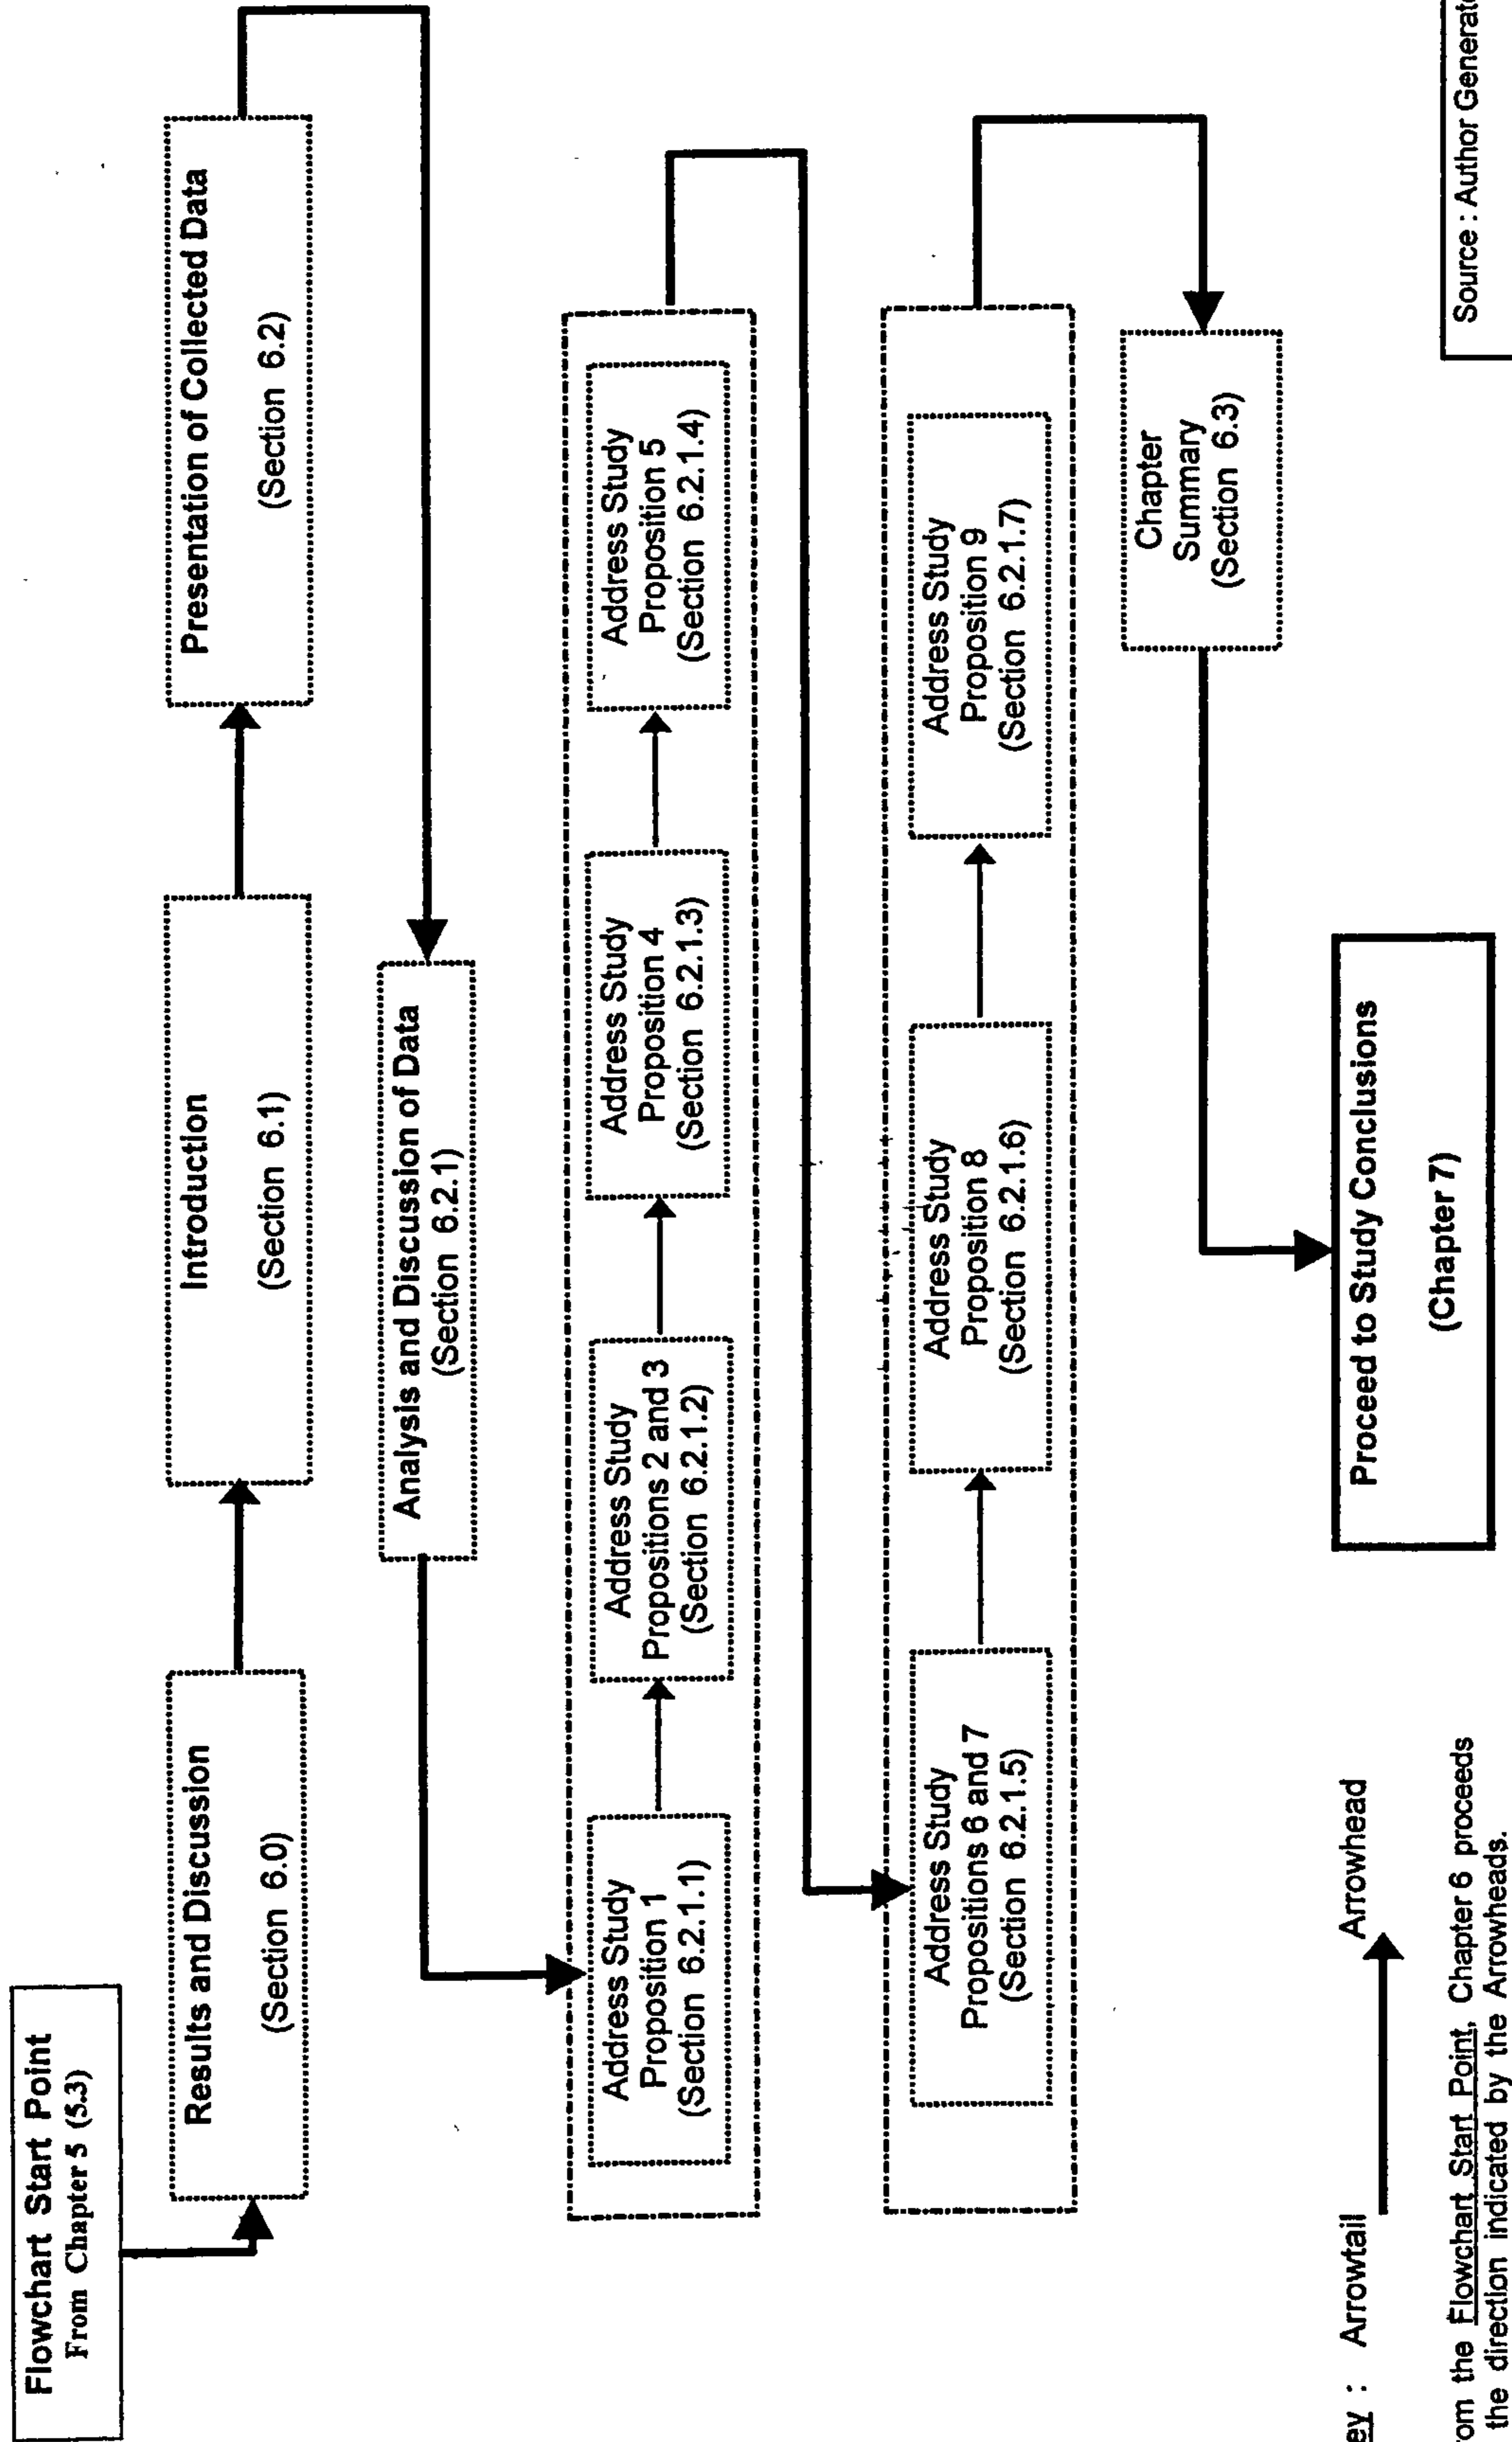 Flowchart Start Point
From Chapter 5 (5.3)
Results and Discussion
(Section 6.0)
Introduction
(Section 6.1)
Presentation of Collected Data
(Section 6.2)
Analysis and Discussion of Data
(Section 6.2.1)
Address Study
Proposition 1
(Section 6.2.1.1)
Address Study
Propositions 2 and 3
(Section 6.2.1.2)
Address Study
Proposition 4
(Section 6.2.1.3)
Address Study
Proposition 5
(Section 6.2.1.4)
Address Study
Propositions 6 and 7
(Section 6.2.1.5)
Address Study
Proposition 8
(Section 6.2.1.6)
Address Study
Proposition 9
(Section 6.2.1.7)
Chapter
Summary
(Section 6.3)
Proceed to Study Conclusions
(Chapter 7)
ey : Arrowtail Arrowhead
om the Flowchart Start Point, Chapter 6 proceeds
the direction indicated by the Arrowheads.
Source : Author Generate